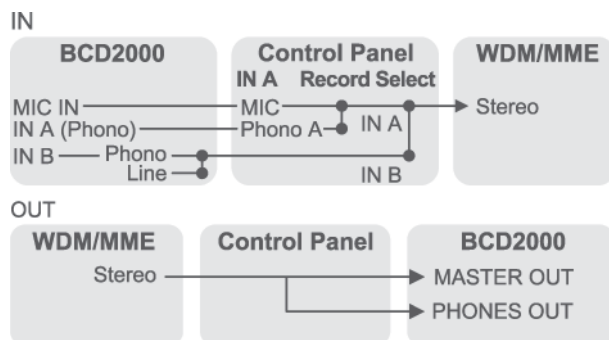 IN
BCD2000 Control Panel WDM/MME
IN A Record Select
MIC IN MIC Stereo
IN A (Phono) Phono A IN A
IN B Phono
Line IN B
OUT
WDM/MME Control Panel BCD2000
Stereo MASTER OUT
PHONES OUT